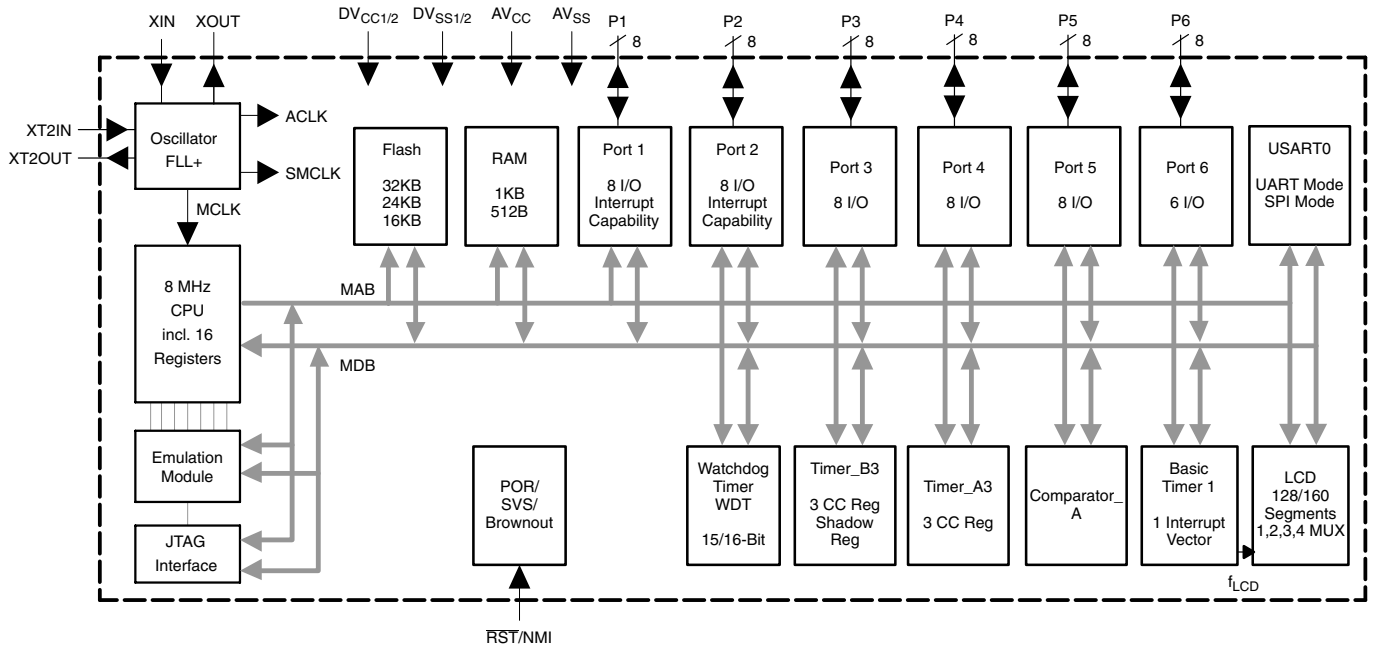 XIN XOUT DVCC1/2 DVSS1/2 AVCC AVSS P1 P2 P3 P4 P5 P6
8 8 8 8 8 8
XT2IN
XT2OUT
Oscillator
FLL+
ACLK
SMCLK
MCLK
Flash
32KB
24KB
16KB
RAM
1KB
512B
Port 1
8 I/O
Interrupt
Capability
Port 2
8 I/O
Interrupt
Capability
Port 3
8 I/O
Port 4
8 I/O
Port 5
8 I/O
Port 6
6 I/O
USART0
UART Mode
SPI Mode
8 MHz
CPU
incl. 16
Registers
MAB
MDB
Emulation
Module
JTAG
Interface
POR/
SVS/
Brownout
Watchdog
Timer
WDT
15/16-Bit
Timer_B3
3 CC Reg
Shadow
Reg
Timer_A3
3 CC Reg
Comparator_
A
Basic
Timer 1
1 Interrupt
Vector
LCD
128/160
Segments
1,2,3,4 MUX
fLCD
RST/NMI